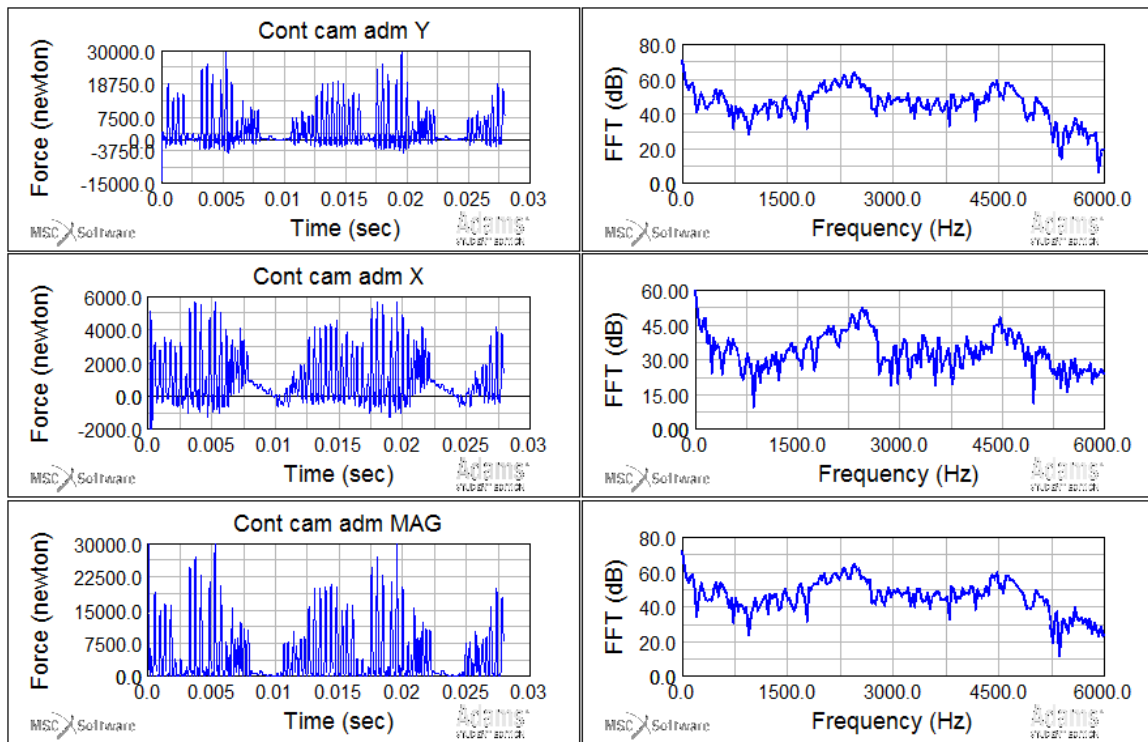 Cont cam adm Y
Force (newton)
30000.0
18750.0
7500.0
0.0
-3750.0
-15000.0
0.0 0.005 0.01 0.015 0.02 0.025 0.03
Time (sec)
MSC Software
Adams
FFT (dB)
80.0
60.0
40.0
20.0
0.0
0.0 1500.0 3000.0 4500.0 6000.0
Frequency (Hz)
MSC Software
Adams
Cont cam adm X
Force (newton)
6000.0
4000.0
2000.0
0.0
-2000.0
0.0 0.005 0.01 0.015 0.02 0.025 0.03
Time (sec)
MSC Software
Adams
FFT (dB)
60.00
45.00
30.00
15.00
0.00
0.0 1500.0 3000.0 4500.0 6000.0
Frequency (Hz)
MSC Software
Adams
Cont cam adm MAG
Force (newton)
30000.0
22500.0
15000.0
7500.0
0.0
0.0 0.005 0.01 0.015 0.02 0.025 0.03
Time (sec)
MSC Software
Adams
FFT (dB)
80.0
60.0
40.0
20.0
0.0
0.0 1500.0 3000.0 4500.0 6000.0
Frequency (Hz)
MSC Software
Adams